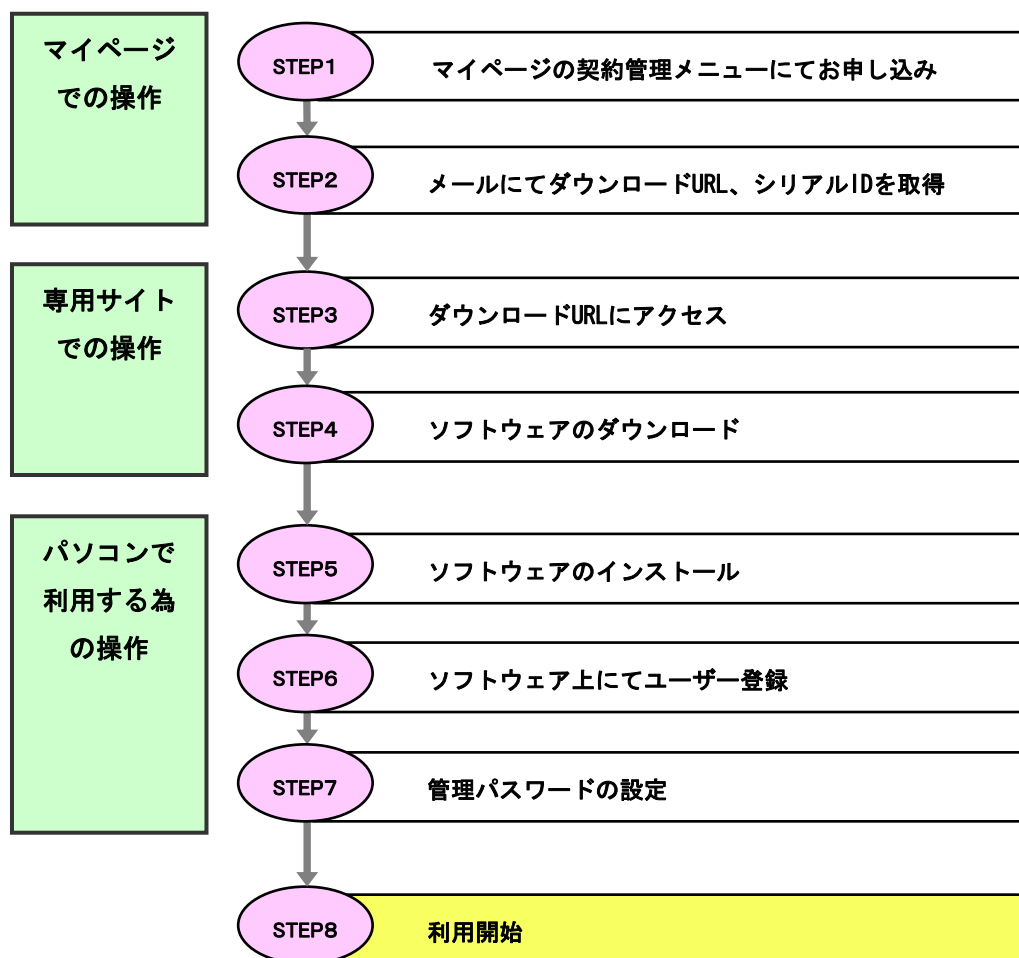 マイページ
での操作
STEP1
マイページの契約管理メニューにてお申し込み
STEP2
メールにてダウンロードURL、シリアルIDを取得
専用サイト
での操作
STEP3
ダウンロードURLにアクセス
STEP4
ソフトウェアのダウンロード
パソコンで
利用する為
の操作
STEP5
ソフトウェアのインストール
STEP6
ソフトウェア上にてユーザー登録
STEP7
管理パスワードの設定
STEP8
利用開始